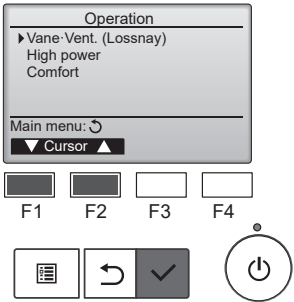 Operation
▶Vane·Vent. (Lossnay)
High power
Comfort
Main menu:
▼ Cursor ▲
F1 F2 F3 F4